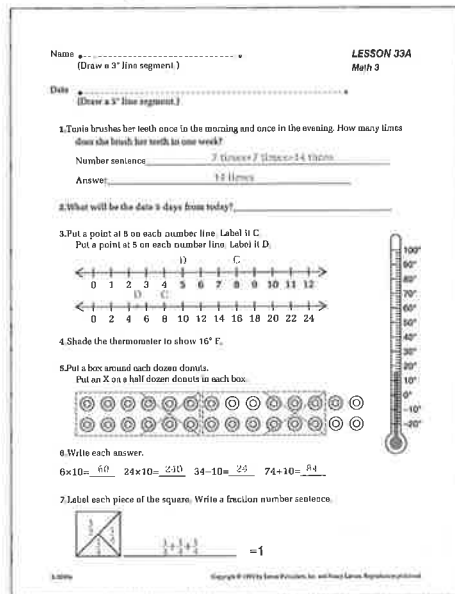 Name
LESSON 33A
(Draw a 3" line segment.)
Math 3
Date
(Draw a 5" line segment.)
1.Tanis brushes her teeth once in the morning and once in the evening. How many times
does she brush her teeth in one week?
Number sentence 7 times+7 times=14 times
Answer 14 times
2.What will be the date 5 days from today?
3.Put a point at 8 on each number line. Label it C.
Put a point at 5 on each number line. Label it D.
D C
0 1 2 3 4 5 6 7 8 9 10 11 12
D C
0 2 4 6 8 10 12 14 16 18 20 22 24
4.Shade the thermometer to show 16° F.
5.Put a box around each dozen donuts.
Put an X on a half dozen donuts in each box.
100°
90°
80°
70°
60°
50°
40°
30°
20°
10°
0°
-10°
-20°
6.Write each answer.
6×10= 60 24×10= 240 34-10= 24 74+10= 84
7.Label each piece of the square. Write a fraction number sentence.
=1